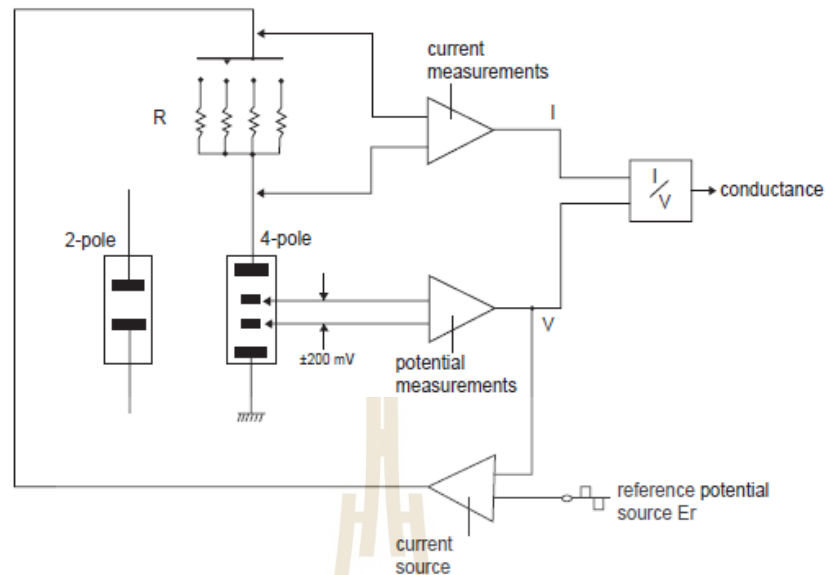 current
measurements
R
I
I/V
conductance
2-pole
4-pole
±200 mV
V
potential
measurements
reference potential
source Er
current
source